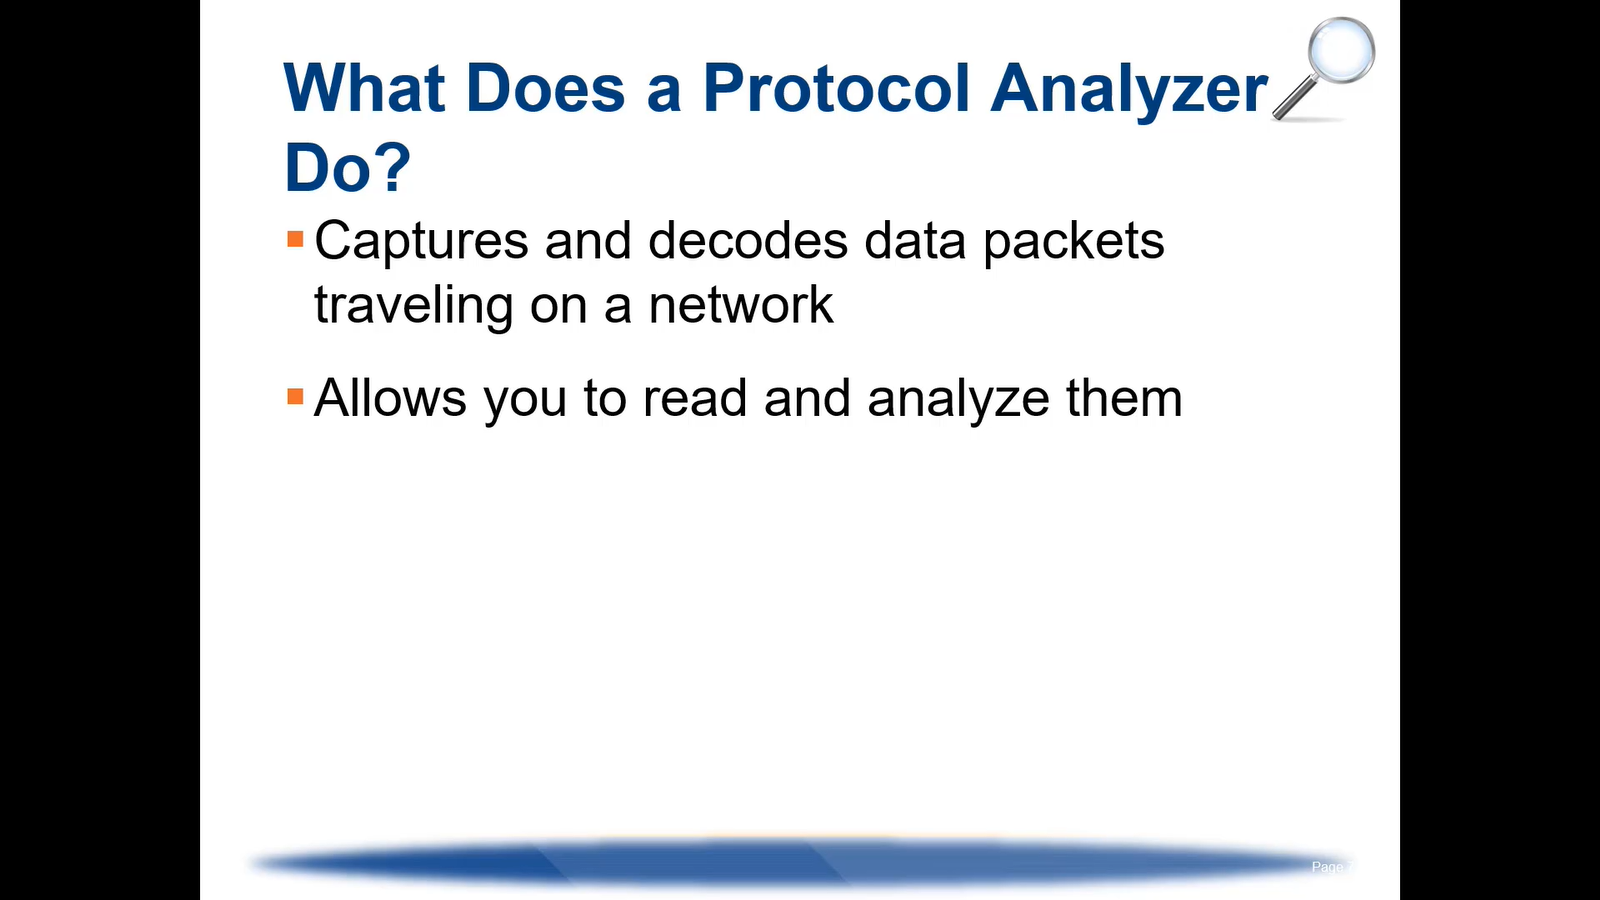 What Does a Protocol Analyzer
Do?
Captures and decodes data packets
traveling on a network
Allows you to read and analyze them
Page